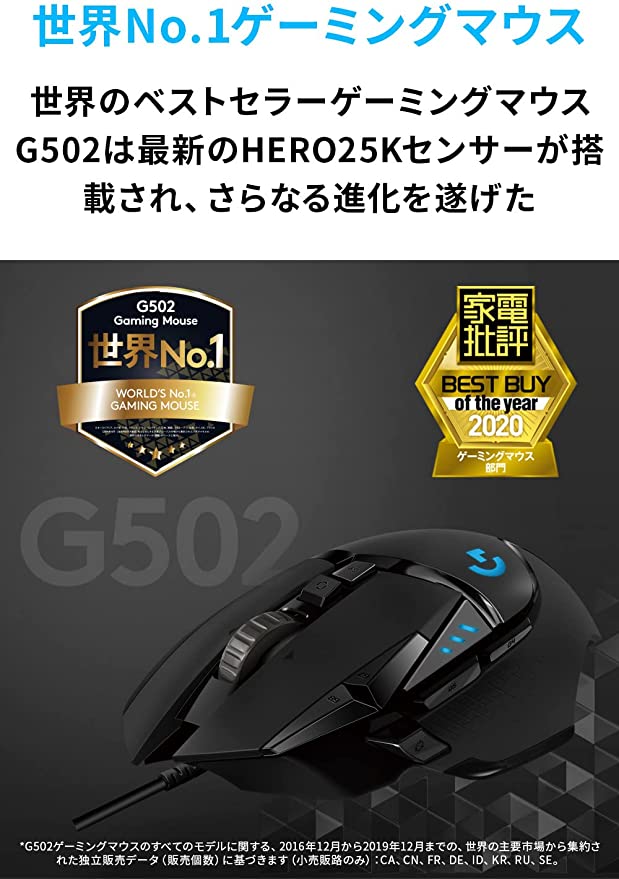 世界No.1ゲーミングマウス
世界のベストセラーゲーミングマウス
G502は最新のHERO25Kセンサーが搭
載され、さらなる進化を遂げた
G502
Gaming Mouse
世界No.1
WORLD'S No.1*
GAMING MOUSE
家電
批評
BEST BUY
of the year
2020
ゲーミングマウス
部門
G502
*G502ゲーミングマウスのすべてのモデルに関する、2016年12月から2019年12月までの、世界の主要市場から集約さ
れた独立販売データ（販売個数）に基づきます（小売販路のみ）：CA, CN, FR, DE, ID, KR, RU, SE。